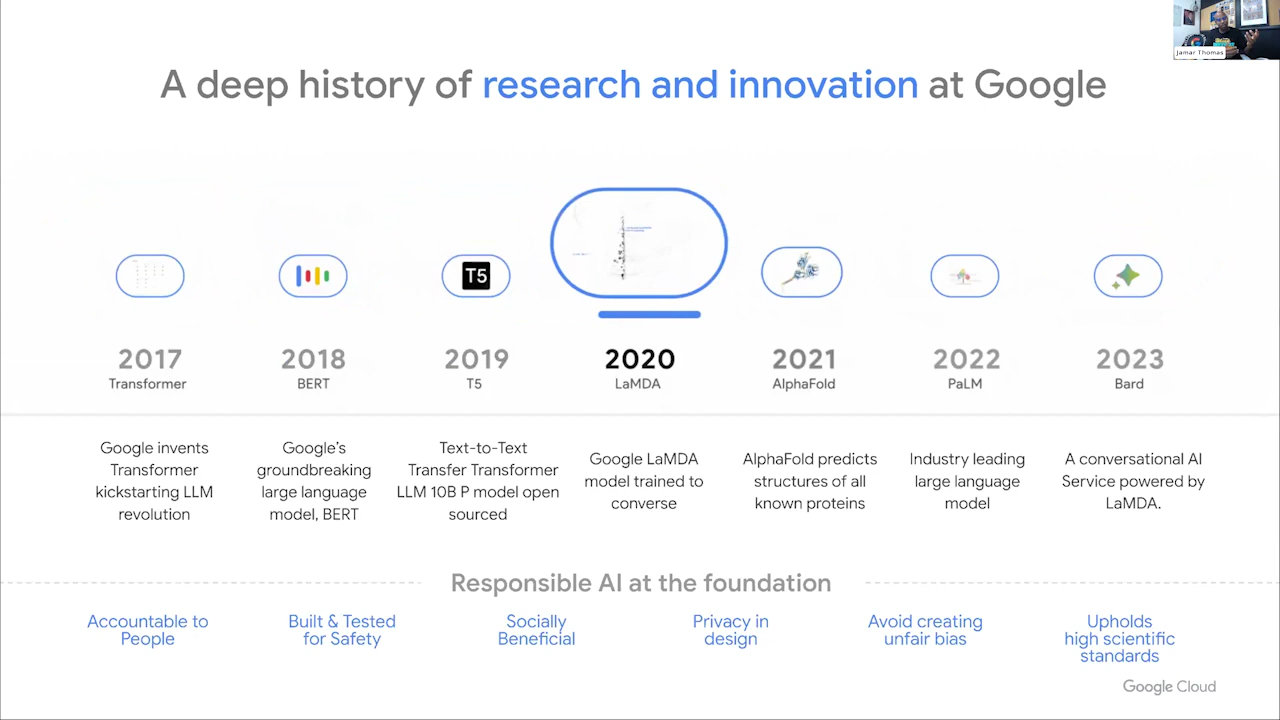 Jamar Thomas
A deep history of research and innovation at Google
T5
2017
Transformer
2018
BERT
2019
T5
2020
LaMDA
2021
AlphaFold
2022
PaLM
2023
Bard
Google invents
Transformer
kickstarting LLM
revolution
Google's
groundbreaking
large language
model, BERT
Text-to-Text
Transfer Transformer
LLM 10B P model open
sourced
Google LaMDA
model trained to
converse
AlphaFold predicts
structures of all
known proteins
Industry leading
large language
model
A conversational AI
Service powered by
LaMDA.
Responsible AI at the foundation
Accountable to
People
Built & Tested
for Safety
Socially
Beneficial
Privacy in
design
Avoid creating
unfair bias
Upholds
high scientific
standards
Google Cloud